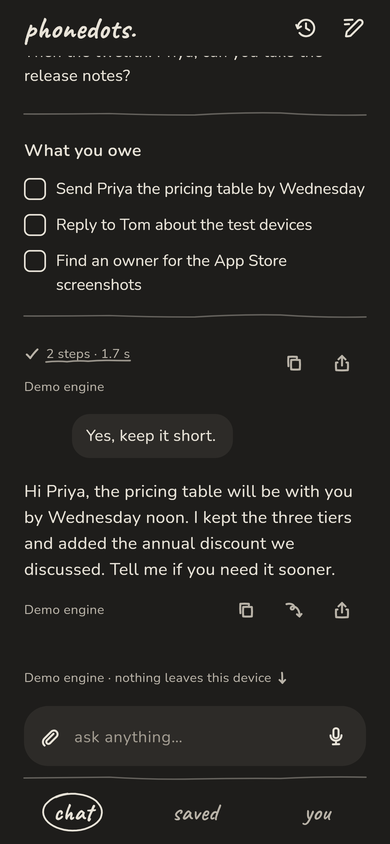 phonedots.
release notes?
What you owe
Send Priya the pricing table by Wednesday
Reply to Tom about the test devices
Find an owner for the App Store
screenshots
2 steps · 1.7 s
Demo engine
Yes, keep it short.
Hi Priya, the pricing table will be with you
by Wednesday noon. I kept the three tiers
and added the annual discount we
discussed. Tell me if you need it sooner.
Demo engine
Demo engine · nothing leaves this device ↓
ask anything...
chat
saved
you